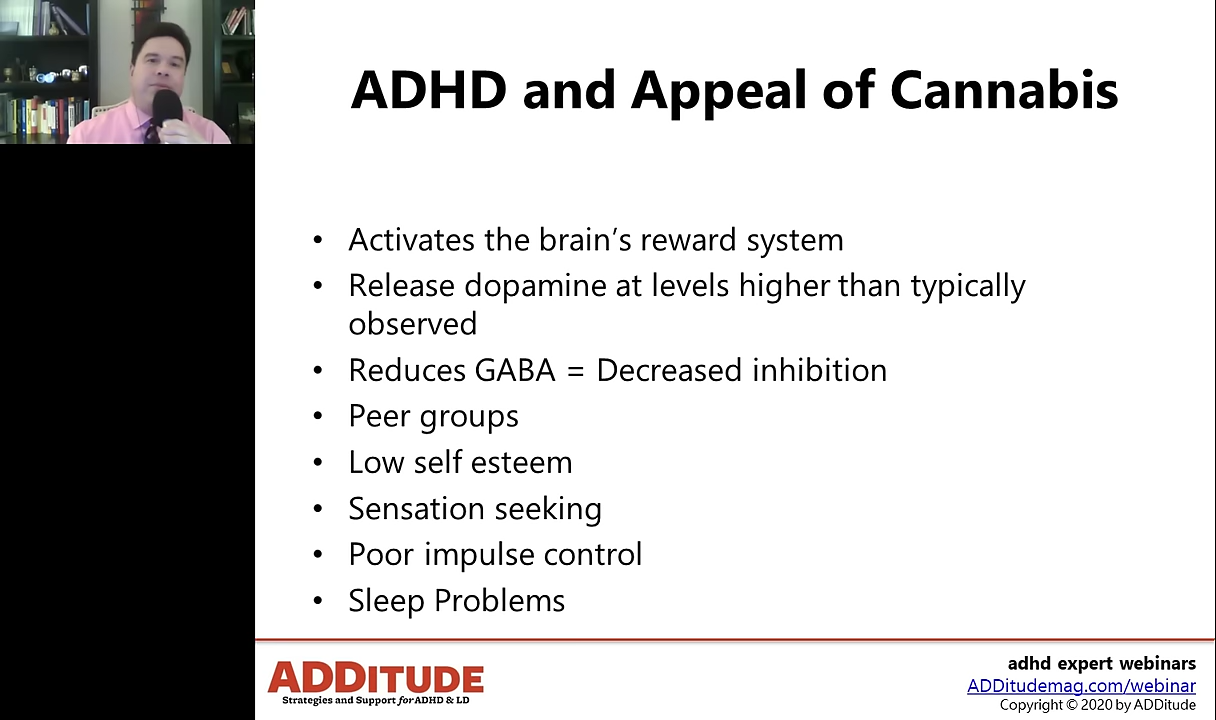 ADHD and Appeal of Cannabis
• Activates the brain’s reward system
• Release dopamine at levels higher than typically
observed
• Reduces GABA = Decreased inhibition
• Peer groups
• Low self esteem
• Sensation seeking
• Poor impulse control
• Sleep Problems
ADDITUDE
Strategies and Support for ADHD & LD
adhd expert webinars
ADDitudemag.com/webinar
Copyright © 2020 by ADDitude